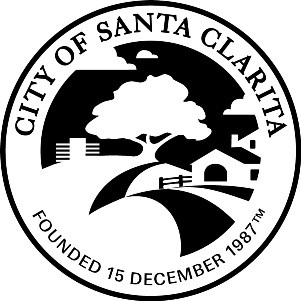 CITY OF SANTA CLARITA
FOUNDED 15 DECEMBER 1987™